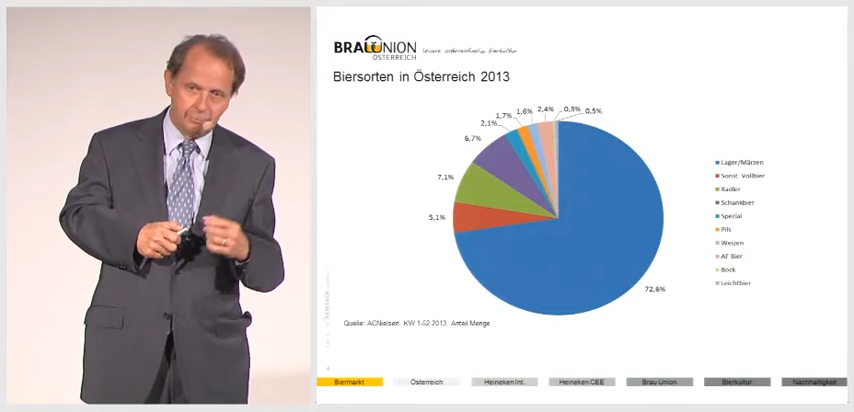 BRAU UNION
ÖSTERREICH
Biersorten in Österreich 2013
0,3%
0,5%
2,4%
1,6%
1,7%
2,1%
6,7%
7,1%
5,1%
72,6%
Lager/Märzen
Sonst. Vollbier
Radler
Schankbier
Spezial
Pils
Weizen
AF Bier
Bock
Leichtbier
Quelle: ACNielsen, KW 1-52 2013, Anteil Menge
Biermarkt
Österreich
Heineken Int.
Heineken CEE
Brau Union
Bierkultur
Nachhaltigkeit